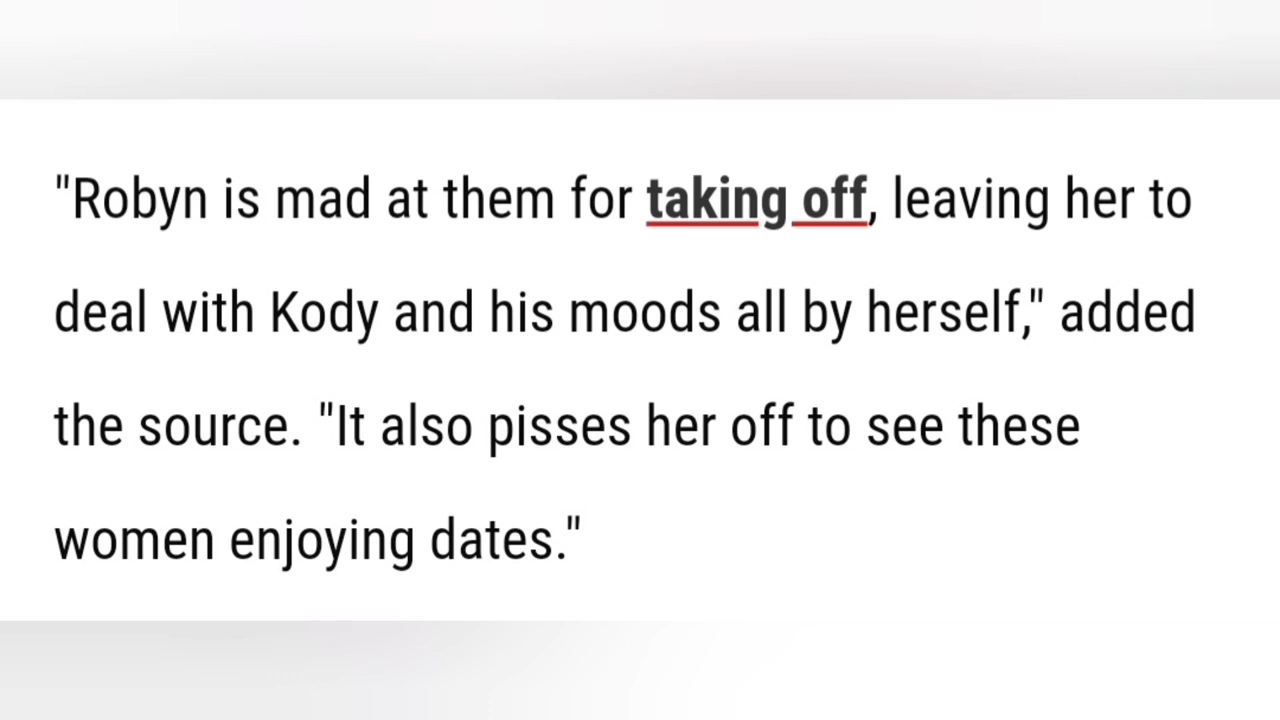 "Robyn is mad at them for taking off, leaving her to
deal with Kody and his moods all by herself," added
the source. "It also pisses her off to see these
women enjoying dates."